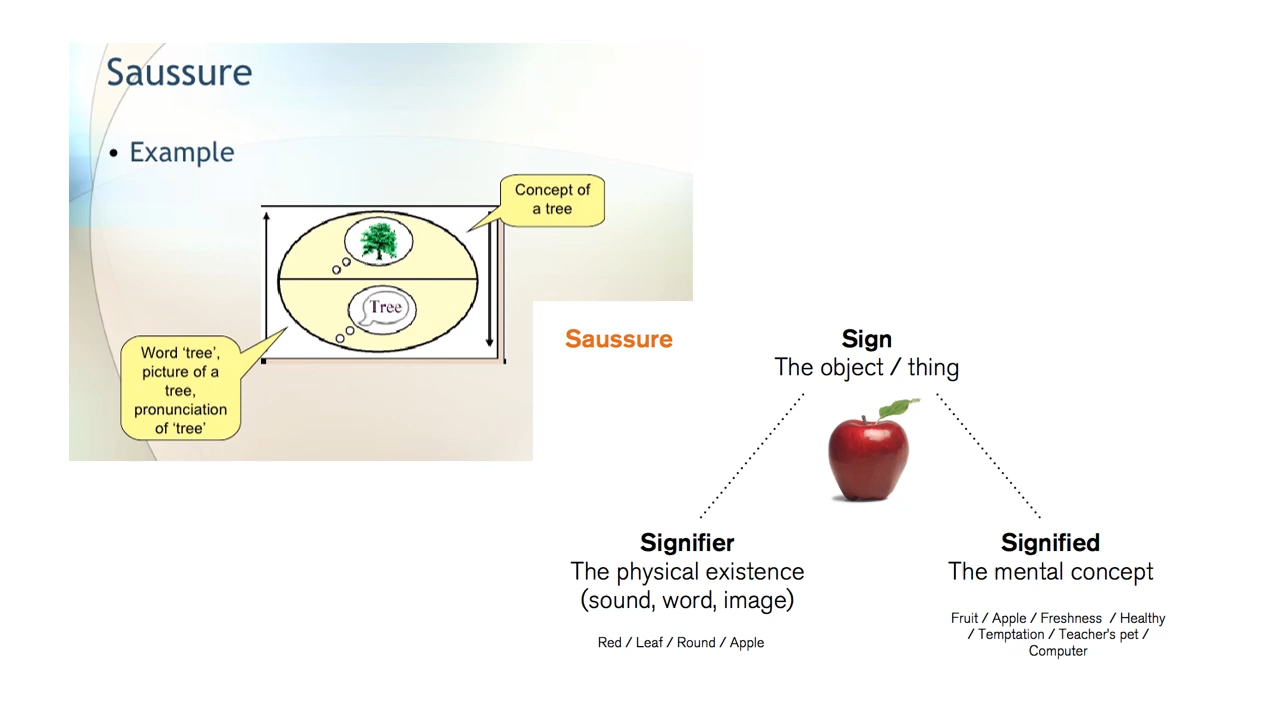 Saussure
• Example
Concept of
a tree
Tree
Word ‘tree’,
picture of a
tree,
pronunciation
of ‘tree’
Saussure
Sign
The object / thing
Signifier
The physical existence
(sound, word, image)
Red / Leaf / Round / Apple
Signified
The mental concept
Fruit / Apple / Freshness / Healthy
/ Temptation / Teacher's pet /
Computer